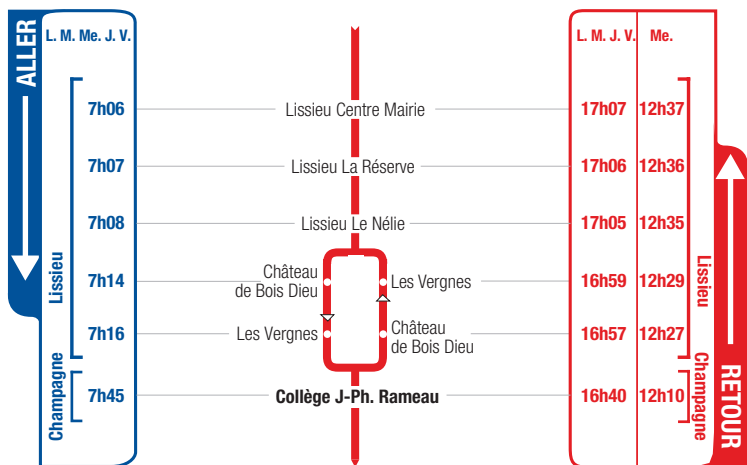 ALLER
L. M. Me. J. V.
L. M. J. V. Me.
7h06 Lissieu Centre Mairie 17h07 12h37
7h07 Lissieu La Réserve 17h06 12h36
7h08 Lissieu Le Nélie 17h05 12h35
Lissieu
7h14 Château
de Bois Dieu
Les Vergnes 16h59 12h29
Lissieu
7h16 Les Vergnes Château
de Bois Dieu
16h57 12h27
Champagne
7h45 Collège J-Ph. Rameau 16h40 12h10
Champagne
RETOUR